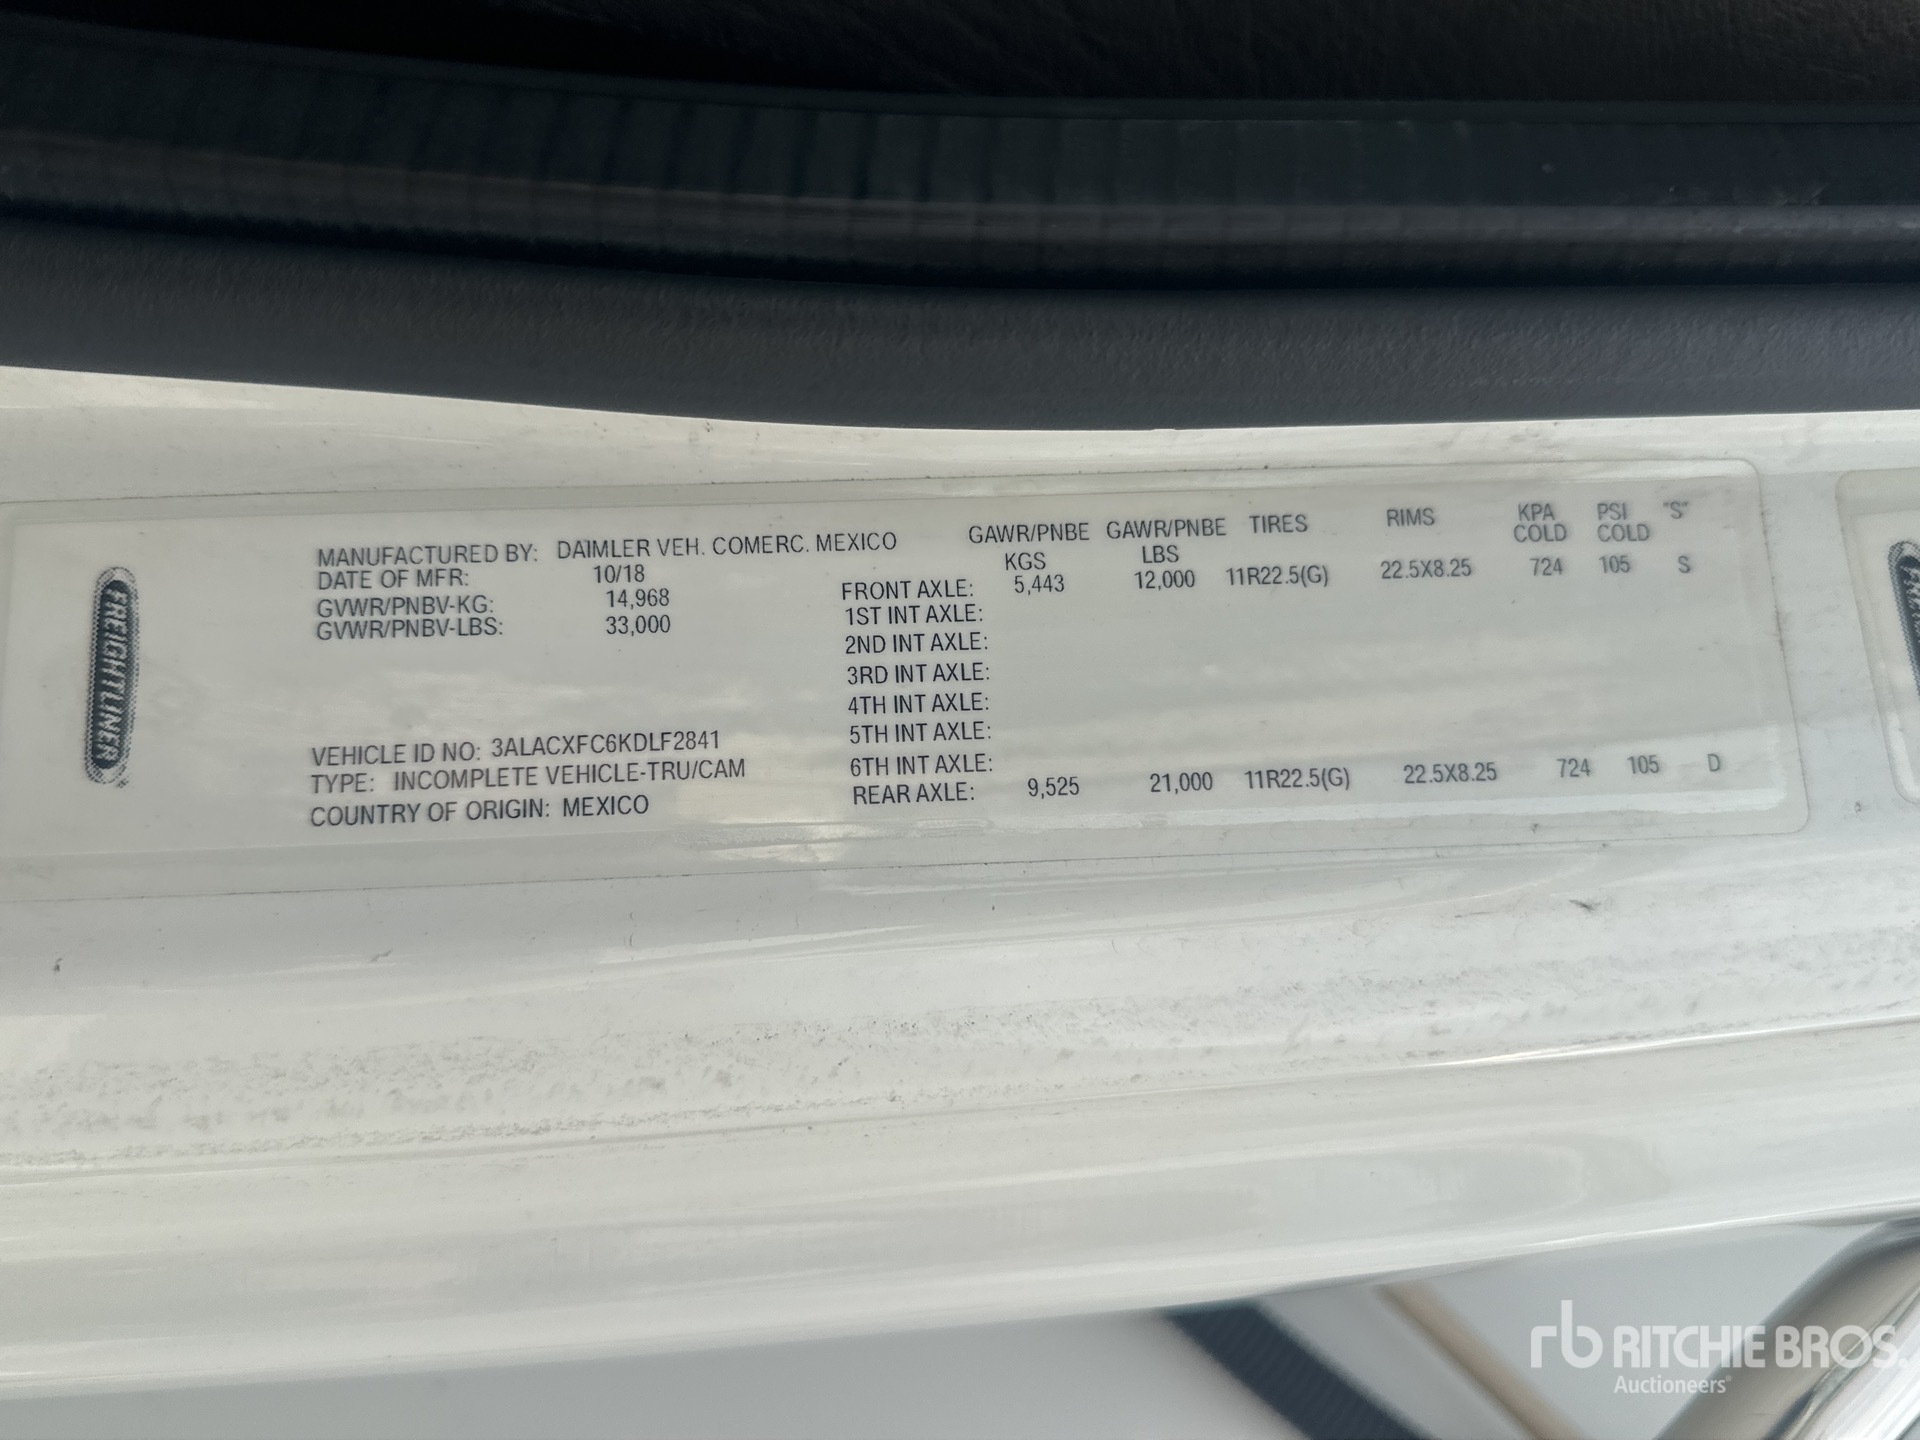 FREIGHTLINER
MANUFACTURED BY: DAIMLER VEH. COMERC. MEXICO
DATE OF MFR: 10/18
GVWR/PNBV-KG: 14,968
GVWR/PNBV-LBS: 33,000
VEHICLE ID NO: 3ALACXFC6KDLF2841
TYPE: INCOMPLETE VEHICLE-TRU/CAM
COUNTRY OF ORIGIN: MEXICO
GAWR/PNBE GAWR/PNBE TIRES RIMS KPA PSI "S"
KGS LBS COLD COLD
FRONT AXLE: 5,443 12,000 11R22.5(G) 22.5X8.25 724 105 S
1ST INT AXLE:
2ND INT AXLE:
3RD INT AXLE:
4TH INT AXLE:
5TH INT AXLE:
6TH INT AXLE:
REAR AXLE: 9,525 21,000 11R22.5(G) 22.5X8.25 724 105 D
rb RITCHIE BROS.
Auctioneers